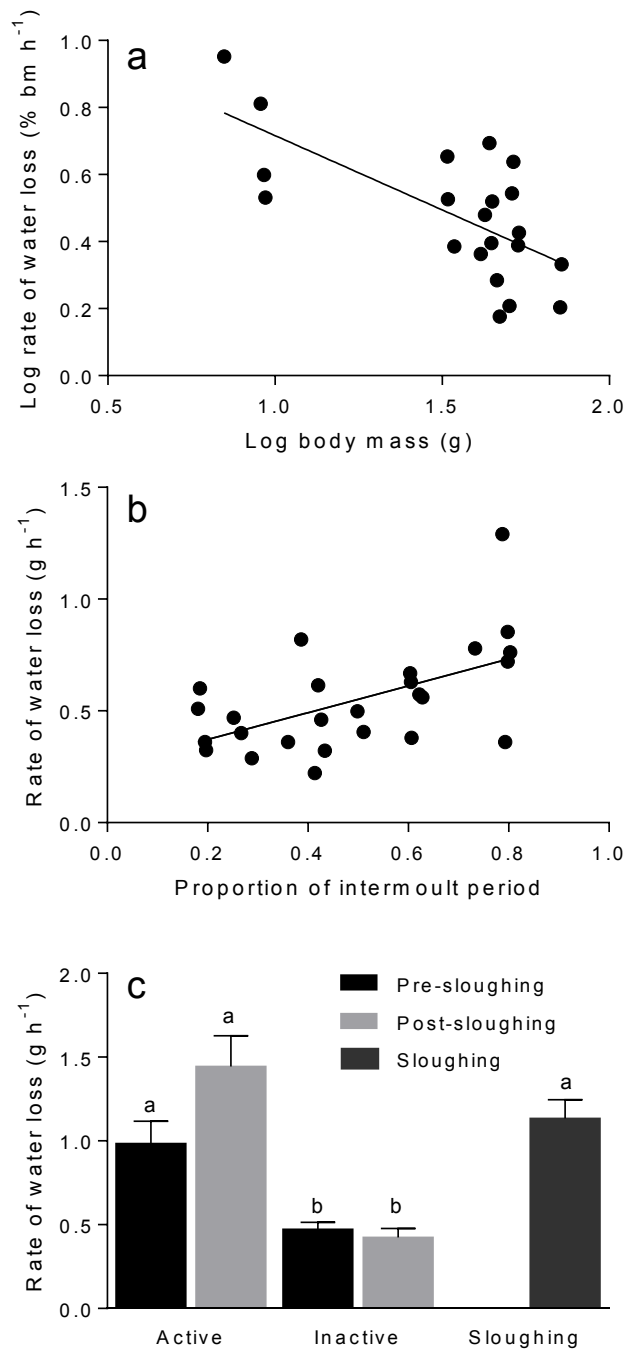 a
Log rate of water loss (% bm h⁻¹)
1.0
0.8
0.6
0.4
0.2
0.0
0.5 1.0 1.5 2.0
Log body mass (g)
b
Rate of water loss (g h⁻¹)
1.5
1.0
0.5
0.0
0.0 0.2 0.4 0.6 0.8 1.0
Proportion of intermoult period
c
Rate of water loss (g h⁻¹)
2.0
1.5
1.0
0.5
0.0
Pre-sloughing
Post-sloughing
Sloughing
a a b b a
Active Inactive Sloughing